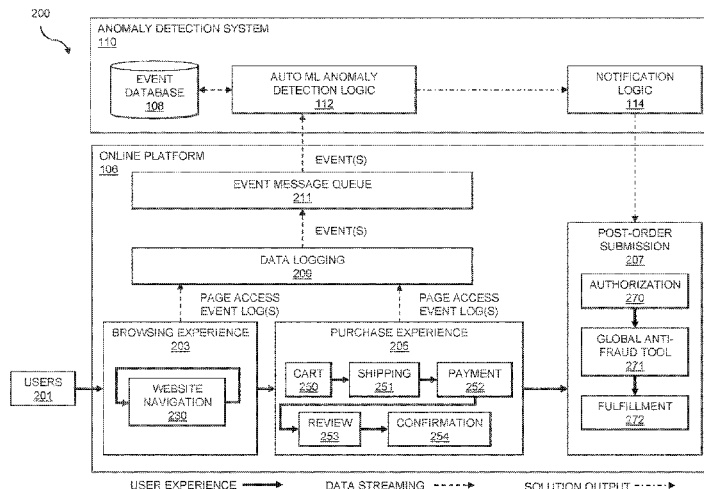 200
ANOMALY DETECTION SYSTEM
110
EVENT
DATABASE
108
AUTO ML ANOMALY
DETECTION LOGIC
112
NOTIFICATION
LOGIC
114
ONLINE PLATFORM
106
EVENT(S)
EVENT MESSAGE QUEUE
211
EVENT(S)
DATA LOGGING
209
PAGE ACCESS
EVENT LOG(S)
PAGE ACCESS
EVENT LOG(S)
BROWSING EXPERIENCE
203
WEBSITE
NAVIGATION
230
USERS
201
PURCHASE EXPERIENCE
205
CART
250
SHIPPING
251
PAYMENT
252
REVIEW
253
CONFIRMATION
254
POST-ORDER
SUBMISSION
207
AUTHORIZATION
270
GLOBAL ANTI-
FRAUD TOOL
271
FULFILLMENT
272
USER EXPERIENCE
DATA STREAMING
SOLUTION OUTPUT